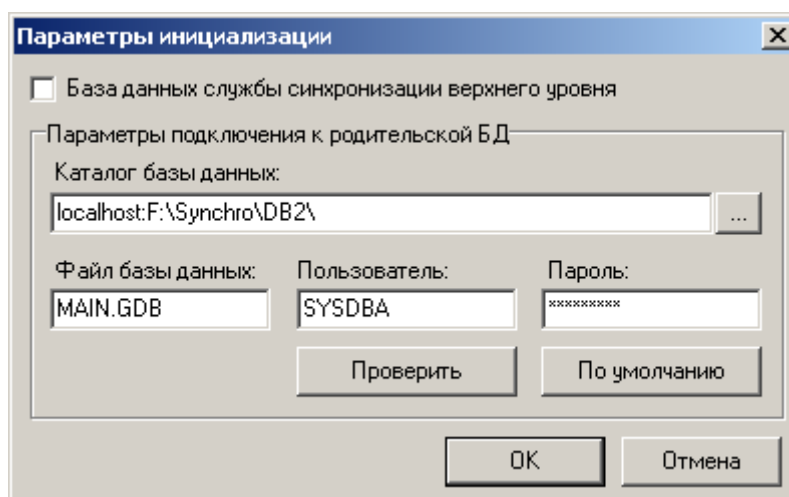 Параметры инициализации
База данных службы синхронизации верхнего уровня
Параметры подключения к родительской БД
Каталог базы данных:
localhost:F:\Synchro\DB2\
...
Файл базы данных: Пользователь: Пароль:
MAIN.GDB SYSDBA *********
Проверить По умолчанию
OK Отмена